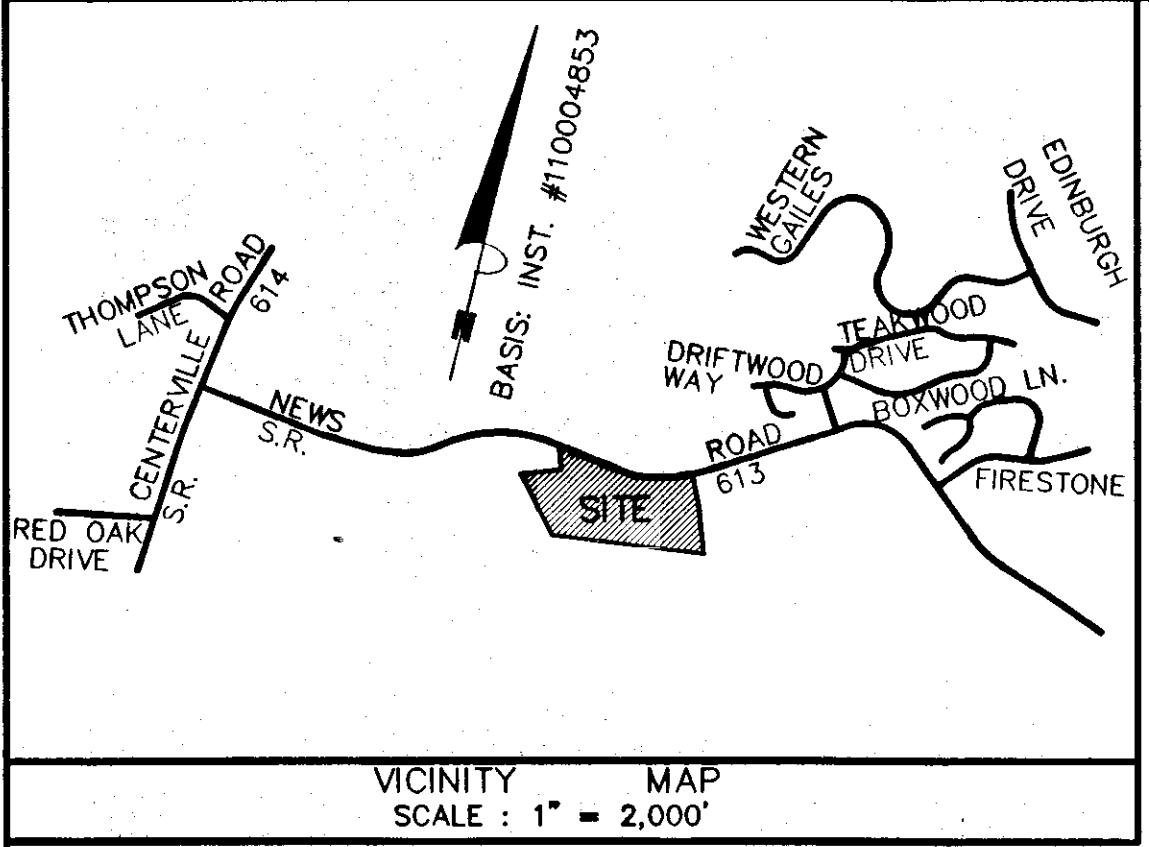 BASIS: INST. #110004853
N
WESTERN
GAILES
EDINBURGH
DRIVE
THOMPSON
LANE
CENTERVILLE ROAD
S.R. 614
TEAKWOOD
DRIVE
DRIFTWOOD
WAY
BOXWOOD LN.
NEWS ROAD
S.R. 613
FIRESTONE
SITE
RED OAK
DRIVE
VICINITY MAP
SCALE : 1" = 2,000'